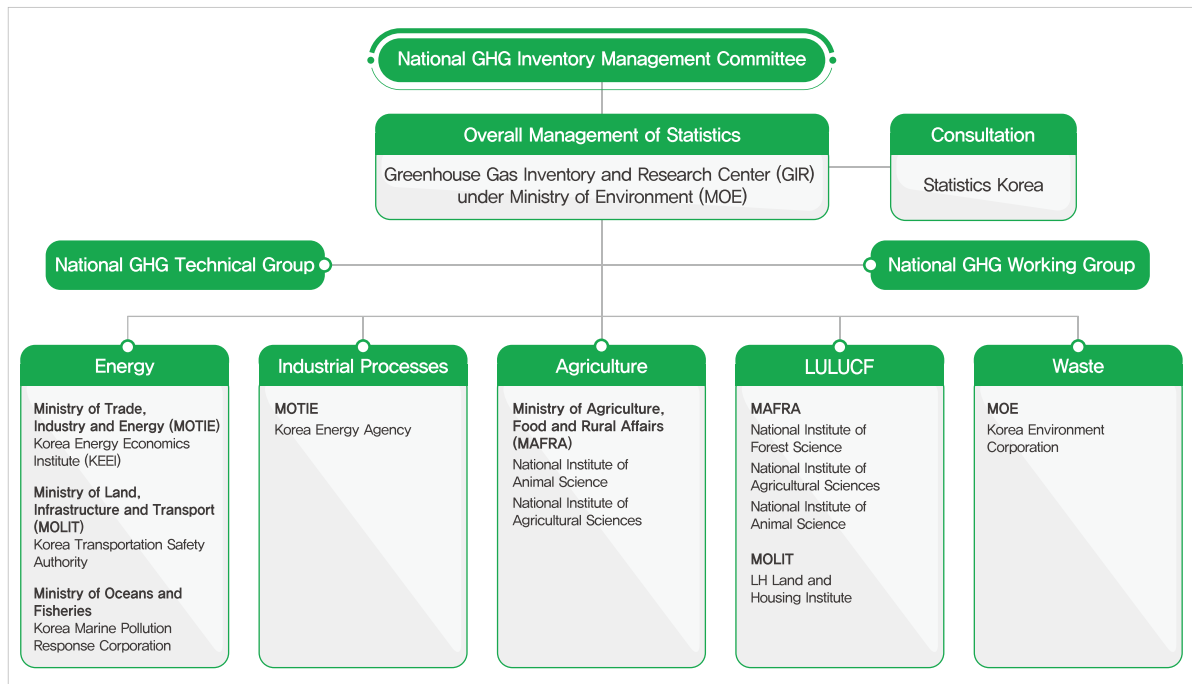 National GHG Inventory Management Committee
Overall Management of Statistics
Greenhouse Gas Inventory and Research Center (GIR)
under Ministry of Environment (MOE)
Consultation
Statistics Korea
National GHG Technical Group
National GHG Working Group
Energy
Ministry of Trade,
Industry and Energy (MOTIE)
Korea Energy Economics
Institute (KEEI)
Ministry of Land,
Infrastructure and Transport
(MOLIT)
Korea Transportation Safety
Authority
Ministry of Oceans and
Fisheries
Korea Marine Pollution
Response Corporation
Industrial Processes
MOTIE
Korea Energy Agency
Agriculture
Ministry of Agriculture,
Food and Rural Affairs
(MAFRA)
National Institute of
Animal Science
National Institute of
Agricultural Sciences
LULUCF
MAFRA
National Institute of
Forest Science
National Institute of
Agricultural Sciences
National Institute of
Animal Science
MOLIT
LH Land and
Housing Institute
Waste
MOE
Korea Environment
Corporation